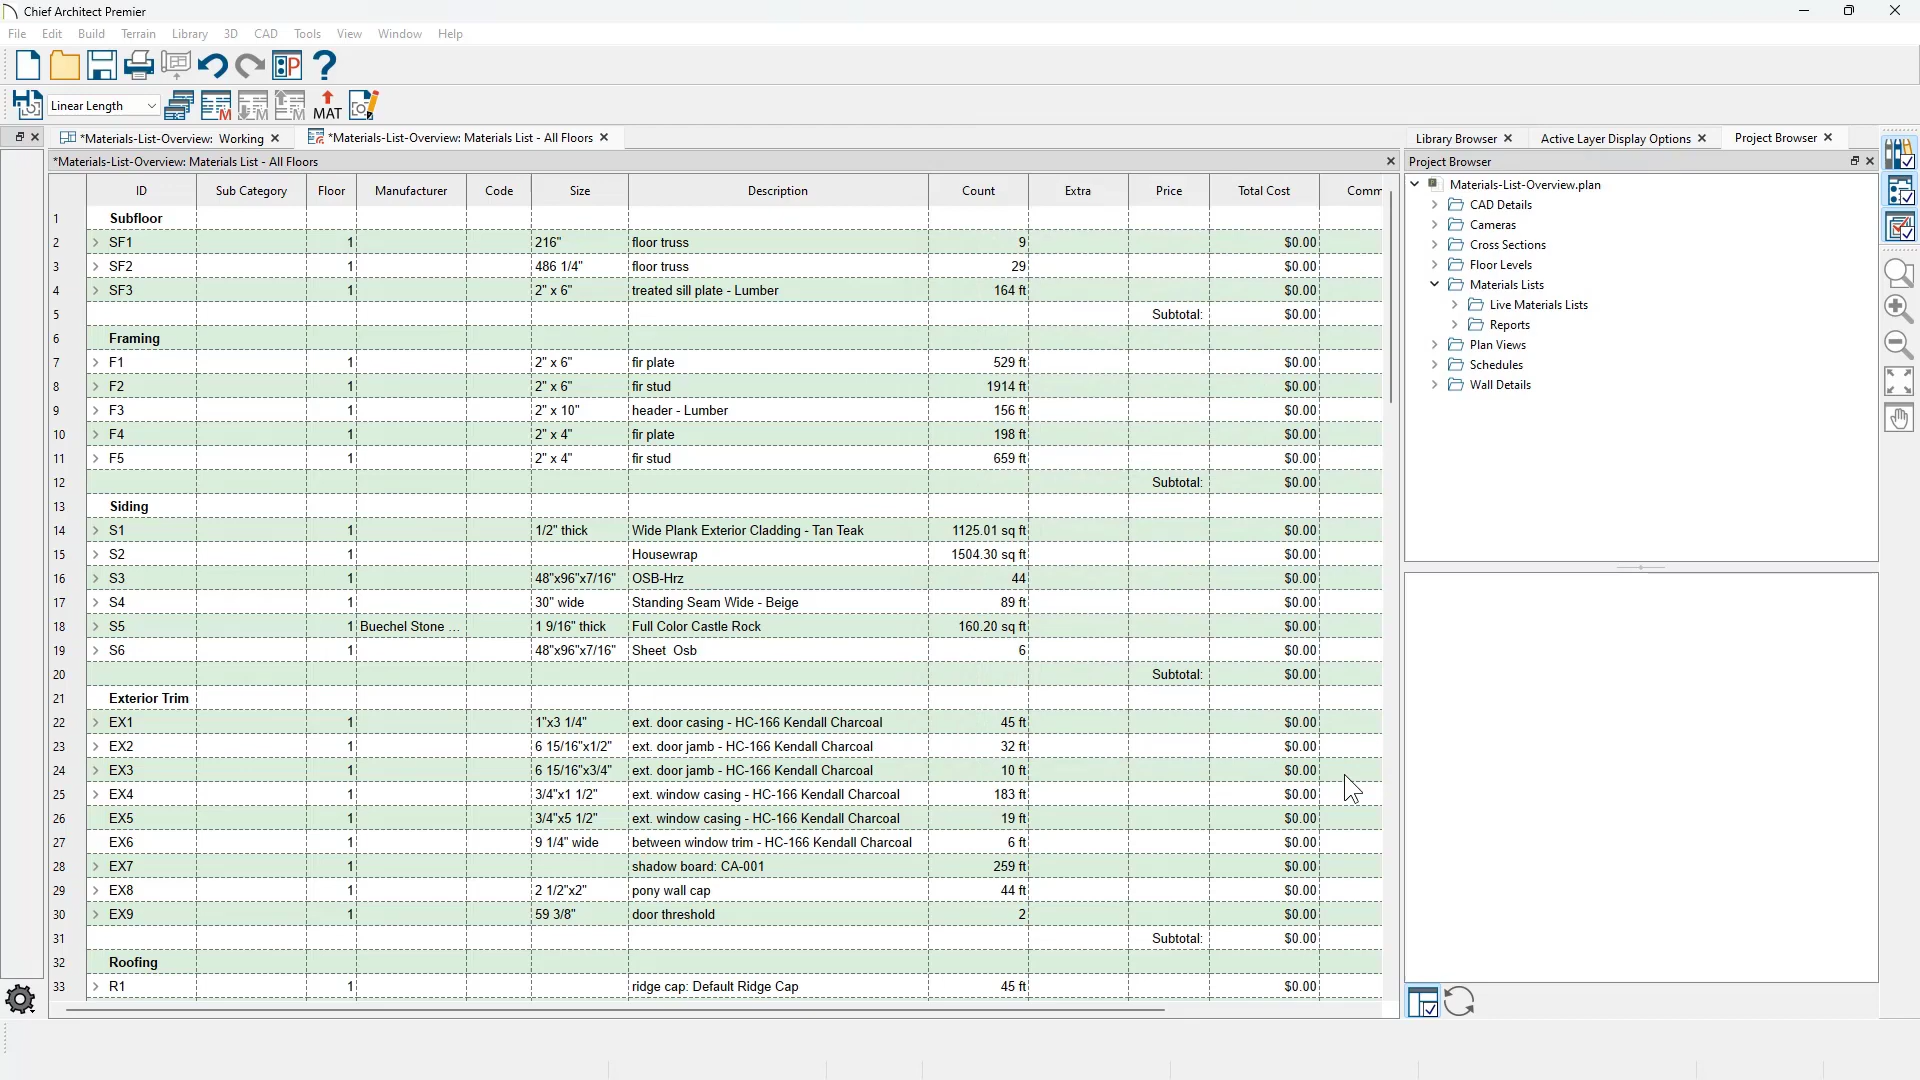 Chief Architect Premier
File Edit Build Terrain Library 3D CAD Tools View Window Help
Linear Length MAT
*Materials-List-Overview: Working *Materials-List-Overview: Materials List - All Floors
*Materials-List-Overview: Materials List - All Floors
ID Sub Category Floor Manufacturer Code Size Description Count Extra Price Total Cost Comm
1 Subfloor
2 SF1 1 216" floor truss 9 $0.00
3 SF2 1 486 1/4" floor truss 29 $0.00
4 SF3 1 2" x 6" treated sill plate - Lumber 164 ft $0.00
5 Subtotal: $0.00
6 Framing
7 F1 1 2" x 6" fir plate 529 ft $0.00
8 F2 1 2" x 6" fir stud 1914 ft $0.00
9 F3 1 2" x 10" header - Lumber 156 ft $0.00
10 F4 1 2" x 4" fir plate 198 ft $0.00
11 F5 1 2" x 4" fir stud 659 ft $0.00
12 Subtotal: $0.00
13 Siding
14 S1 1 1/2" thick Wide Plank Exterior Cladding - Tan Teak 1125.01 sq ft $0.00
15 S2 1 Housewrap 1504.30 sq ft $0.00
16 S3 1 48"x96"x7/16" OSB-Hrz 44 $0.00
17 S4 1 30" wide Standing Seam Wide - Beige 89 ft $0.00
18 S5 1 Buechel Stone ... 1 9/16" thick Full Color Castle Rock 160.20 sq ft $0.00
19 S6 1 48"x96"x7/16" Sheet Osb 6 $0.00
20 Subtotal: $0.00
21 Exterior Trim
22 EX1 1 1"x3 1/4" ext. door casing - HC-166 Kendall Charcoal 45 ft $0.00
23 EX2 1 6 15/16"x1/2" ext. door jamb - HC-166 Kendall Charcoal 32 ft $0.00
24 EX3 1 6 15/16"x3/4" ext. door jamb - HC-166 Kendall Charcoal 10 ft $0.00
25 EX4 1 3/4"x1 1/2" ext. window casing - HC-166 Kendall Charcoal 183 ft $0.00
26 EX5 1 3/4"x5 1/2" ext. window casing - HC-166 Kendall Charcoal 19 ft $0.00
27 EX6 1 9 1/4" wide between window trim - HC-166 Kendall Charcoal 6 ft $0.00
28 EX7 1 shadow board: CA-001 259 ft $0.00
29 EX8 1 2 1/2"x2" pony wall cap 44 ft $0.00
30 EX9 1 59 3/8" door threshold 2 $0.00
31 Subtotal: $0.00
32 Roofing
33 R1 1 ridge cap: Default Ridge Cap 45 ft $0.00
Library Browser Active Layer Display Options Project Browser
Project Browser
Materials-List-Overview.plan
CAD Details
Cameras
Cross Sections
Floor Levels
Materials Lists
Live Materials Lists
Reports
Plan Views
Schedules
Wall Details